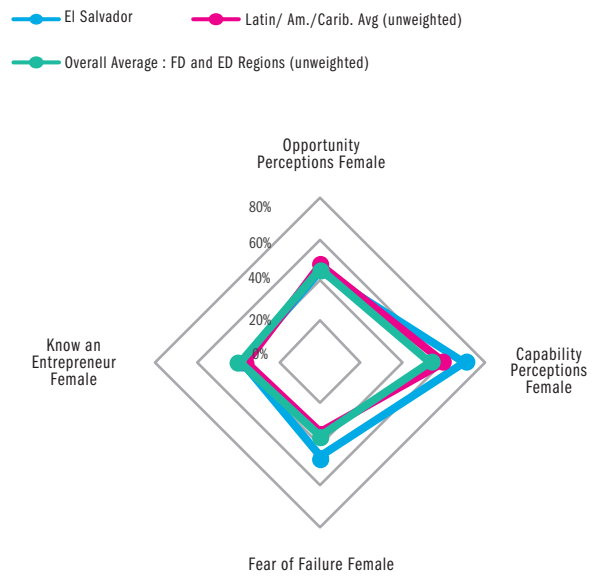 El Salvador
Latin/ Am./Carib. Avg (unweighted)
Overall Average : FD and ED Regions (unweighted)
Opportunity
Perceptions Female
80%
60%
40%
20%
0%
Know an
Entrepreneur
Female
Capability
Perceptions
Female
Fear of Failure Female